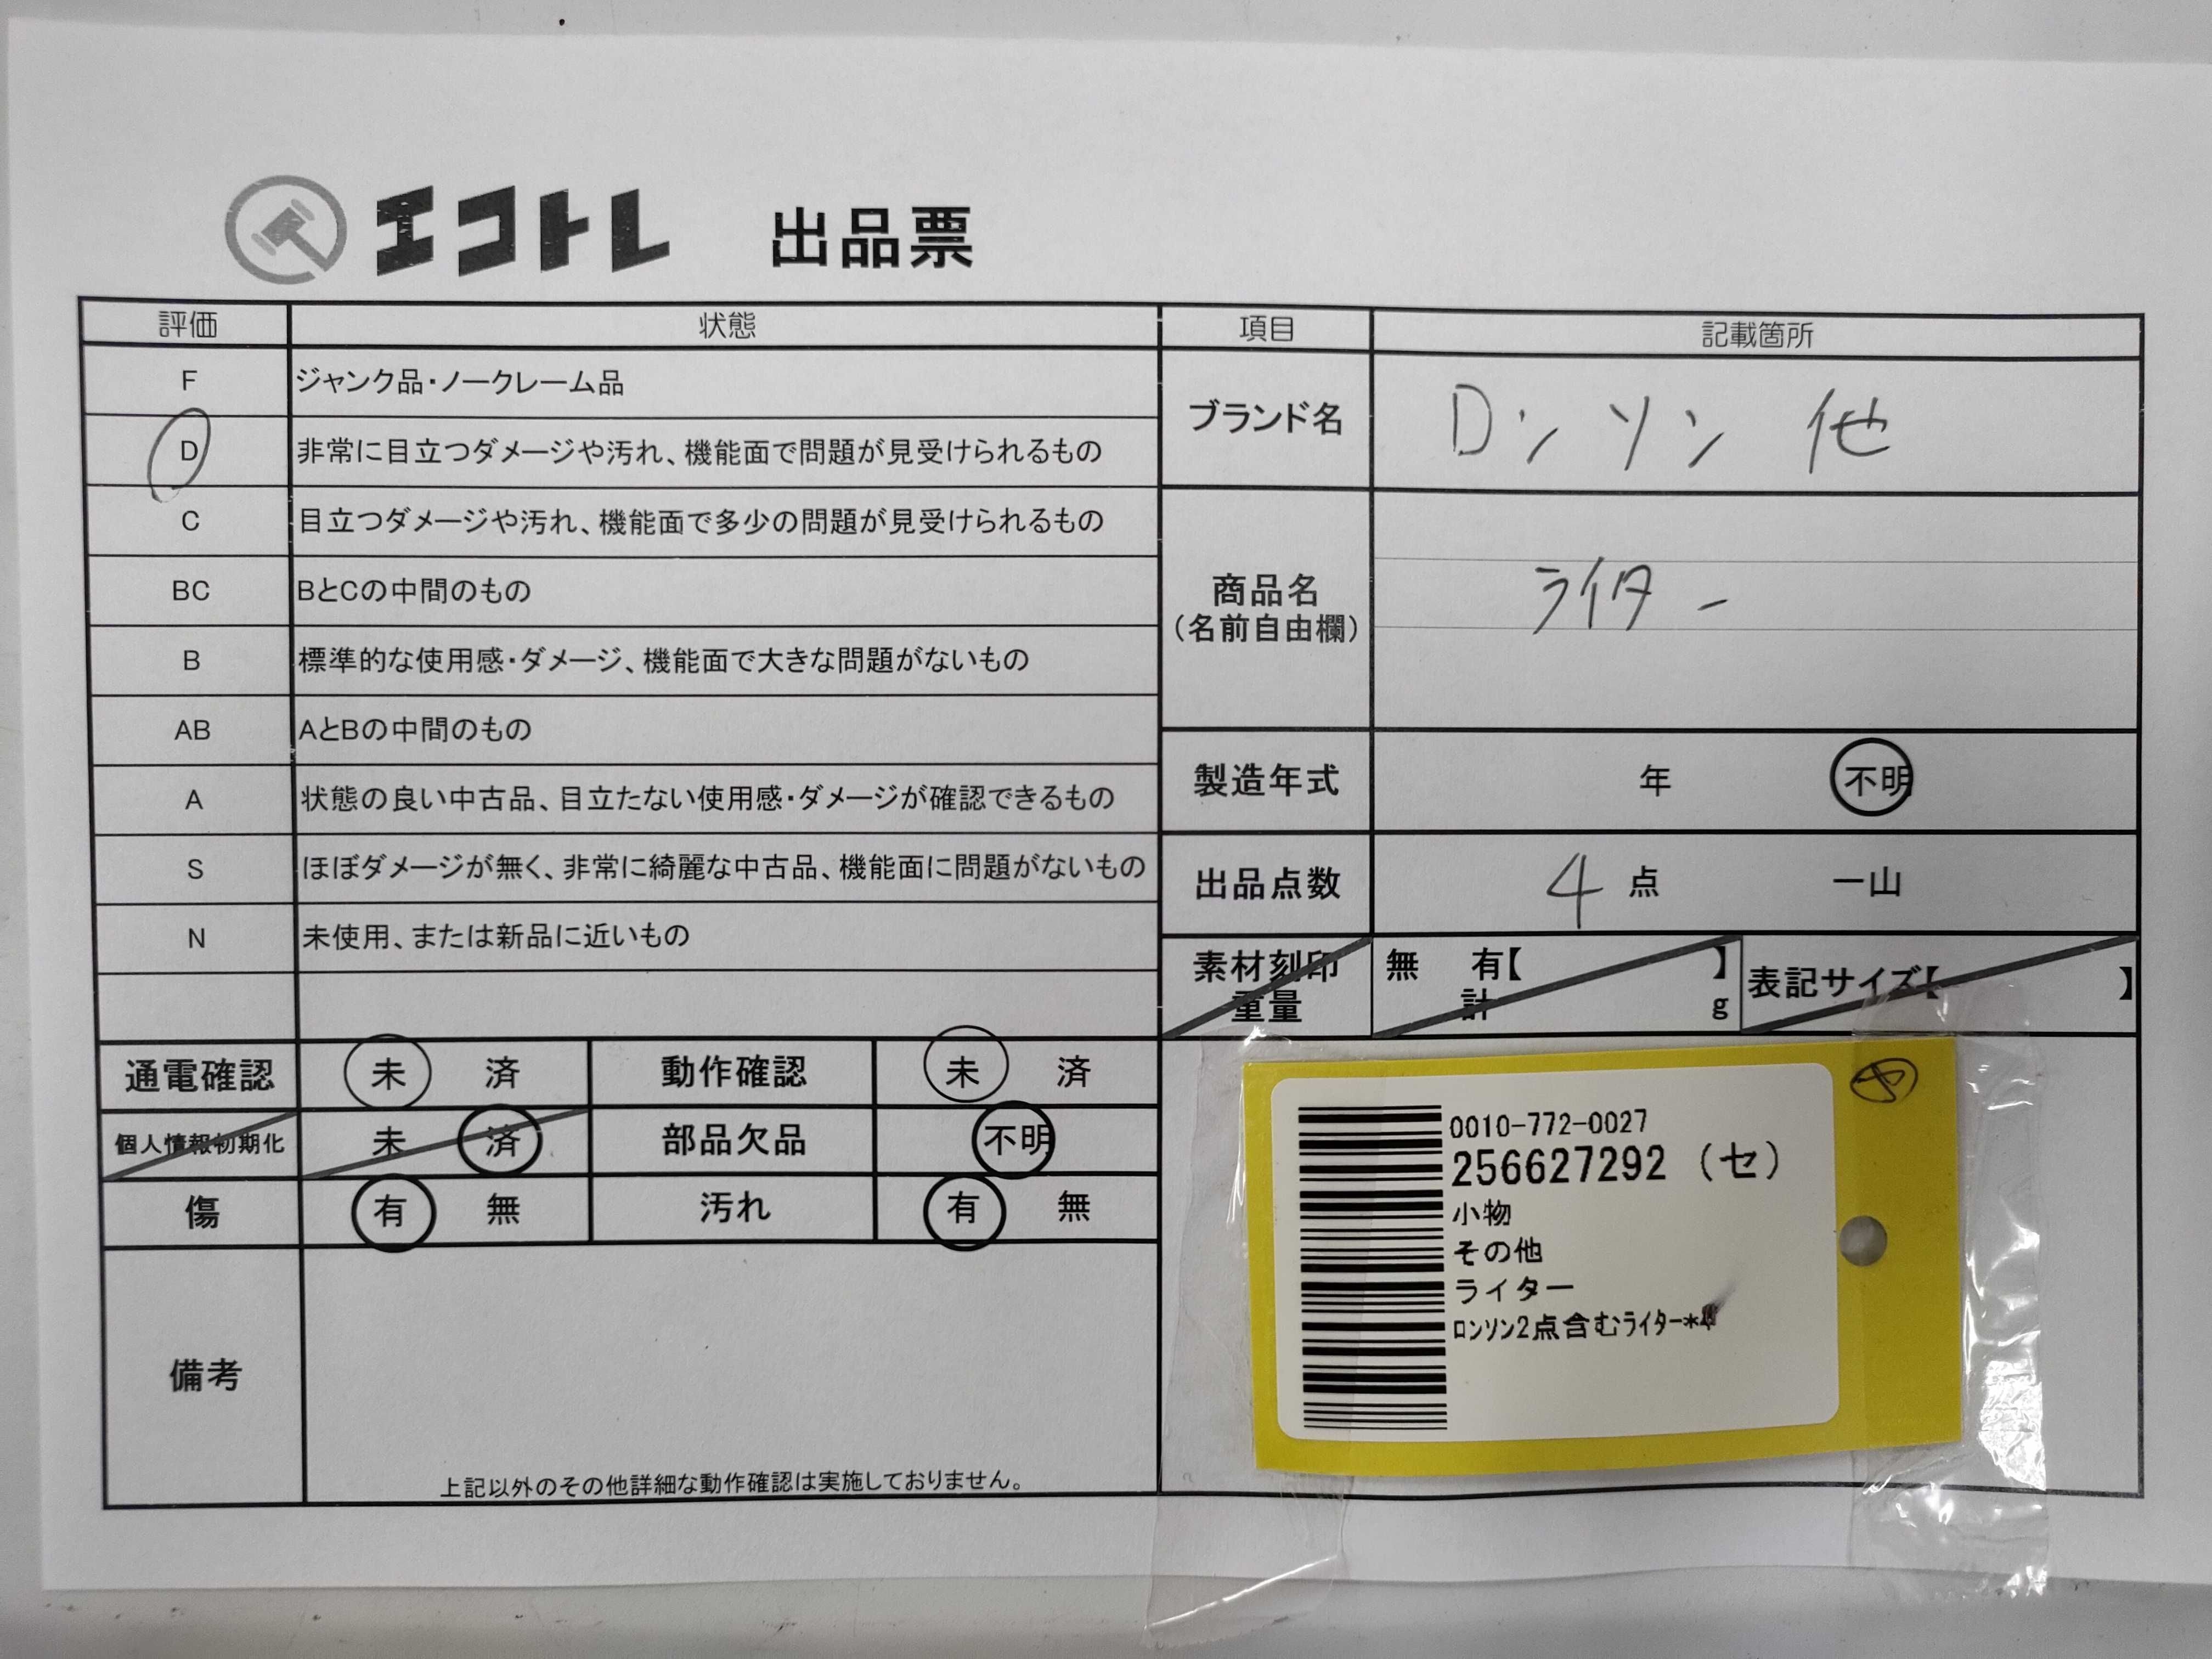 エコトレ 出品票
評価 状態 項目 記載箇所
F ジャンク品・ノークレーム品
D 非常に目立つダメージや汚れ、機能面で問題が見受けられるもの
C 目立つダメージや汚れ、機能面で多少の問題が見受けられるもの
BC BとCの中間のもの
B 標準的な使用感・ダメージ、機能面で大きな問題がないもの
AB AとBの中間のもの
A 状態の良い中古品、目立たない使用感・ダメージが確認できるもの
S ほぼダメージが無く、非常に綺麗な中古品、機能面に問題がないもの
N 未使用、または新品に近いもの
ブランド名 ロンソン 他
商品名
(名前自由欄)
ライター
製造年式 年 不明
出品点数 4 点 一山
素材刻印 無 有【 】 表記サイズ【 】
重量 計 g
通電確認 未 済 動作確認 未 済
個人情報初期化 未 済 部品欠品 不明
傷 有 無 汚れ 有 無
備考
上記以外のその他詳細な動作確認は実施しておりません。
0010-772-0027
256627292 (セ)
小物
その他
ライター
ﾛﾝｿﾝ2点含むﾗｲﾀｰ*